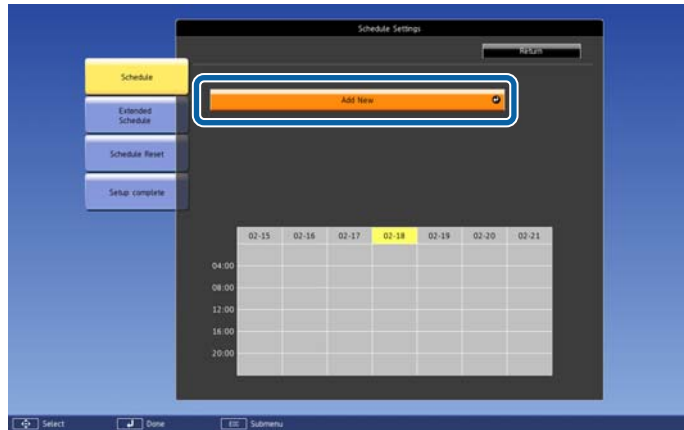 Schedule Settings
Return
Schedule
Add New
Extended
Schedule
Schedule Reset
Setup complete
02-15 02-16 02-17 02-18 02-19 02-20 02-21
04:00
08:00
12:00
16:00
20:00
Select Done Esc Submenu